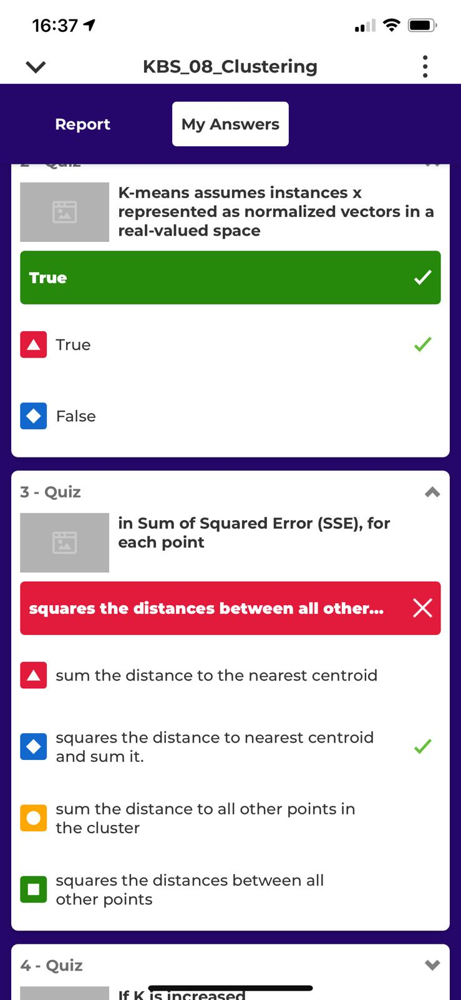 16:37
KBS_08_Clustering
Report
My Answers
2 - Quiz
K-means assumes instances x
represented as normalized vectors in a
real-valued space
True
True
False
3 - Quiz
in Sum of Squared Error (SSE), for
each point
squares the distances between all other...
sum the distance to the nearest centroid
squares the distance to nearest centroid
and sum it.
sum the distance to all other points in
the cluster
squares the distances between all
other points
4 - Quiz
If K is increased